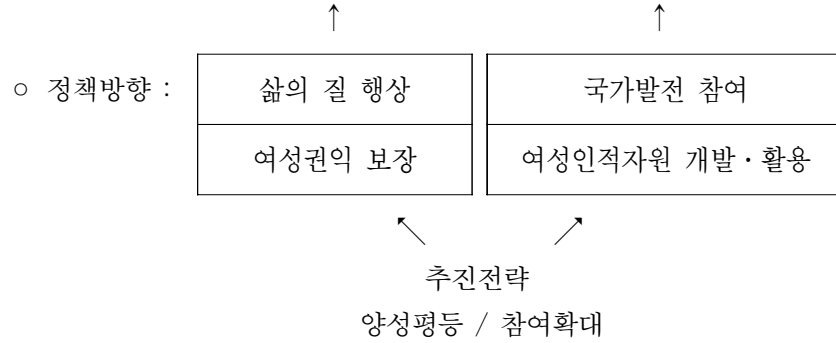 ↑ ↑
○ 정책방향 : 삶의 질 행상 국가발전 참여
여성권익 보장 여성인적자원 개발·활용
↖ ↗
추진전략
양성평등 / 참여확대